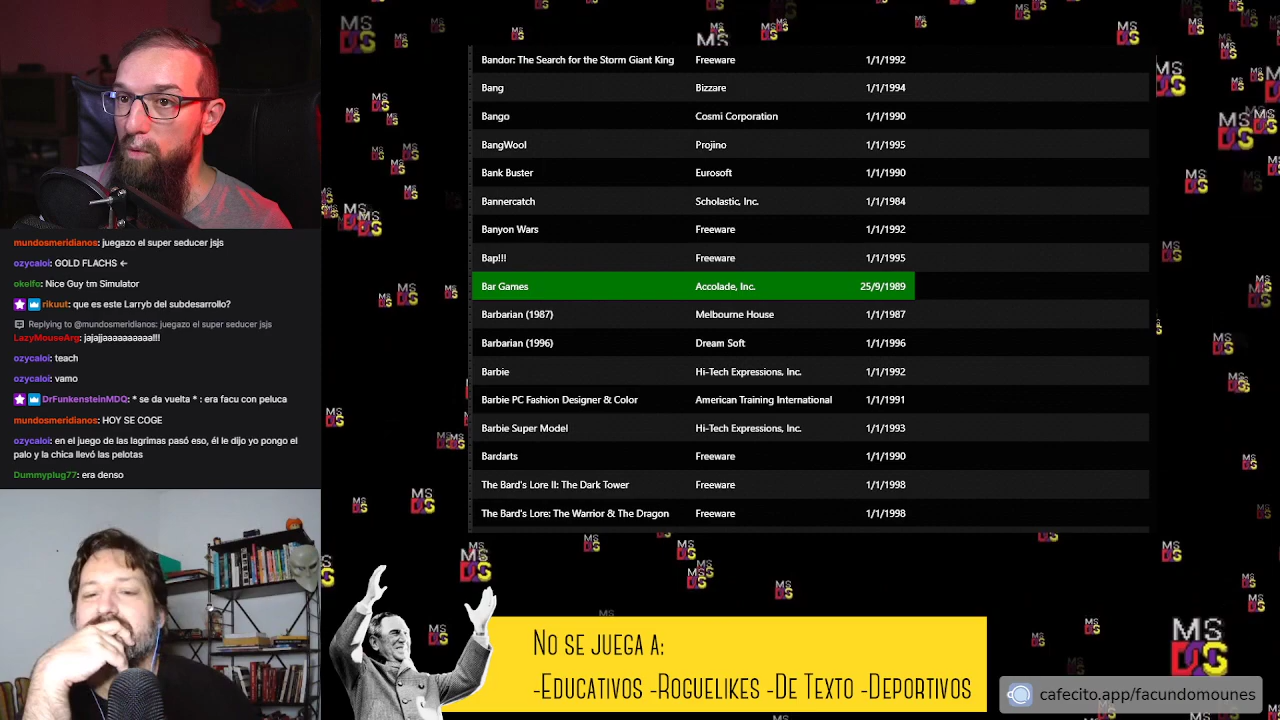 mundosmeridianos: juegazo el super seducer jsjs
ozycaloi: GOLD FLACHS ←
okeifo: Nice Guy tm Simulator
rikuut: que es este Larryb del subdesarrollo?
Replying to @mundosmeridianos: juegazo el super seducer jsjs
LazyMouseArg: jajajjaaaaaaaaaa!!!
ozycaloi: teach
ozycaloi: vamo
DrFunkensteinMDQ: * se da vuelta * : era facu con peluca
mundosmeridianos: HOY SE COGE
ozycaloi: en el juego de las lagrimas pasó eso, él le dijo yo pongo el
palo y la chica llevó las pelotas
Dummyplug77: era denso
Bandor: The Search for the Storm Giant King Freeware 1/1/1992
Bang Bizzare 1/1/1994
Bango Cosmi Corporation 1/1/1990
BangWool Projino 1/1/1995
Bank Buster Eurosoft 1/1/1990
Bannercatch Scholastic, Inc. 1/1/1984
Banyon Wars Freeware 1/1/1992
Bap!!! Freeware 1/1/1995
Bar Games Accolade, Inc. 25/9/1989
Barbarian (1987) Melbourne House 1/1/1987
Barbarian (1996) Dream Soft 1/1/1996
Barbie Hi-Tech Expressions, Inc. 1/1/1992
Barbie PC Fashion Designer & Color American Training International 1/1/1991
Barbie Super Model Hi-Tech Expressions, Inc. 1/1/1993
Bardarts Freeware 1/1/1990
The Bard's Lore II: The Dark Tower Freeware 1/1/1998
The Bard's Lore: The Warrior & The Dragon Freeware 1/1/1998
No se juega a:
-Educativos -Roguelikes -De Texto -Deportivos
MS
DOS
cafecito.app/facundomounes